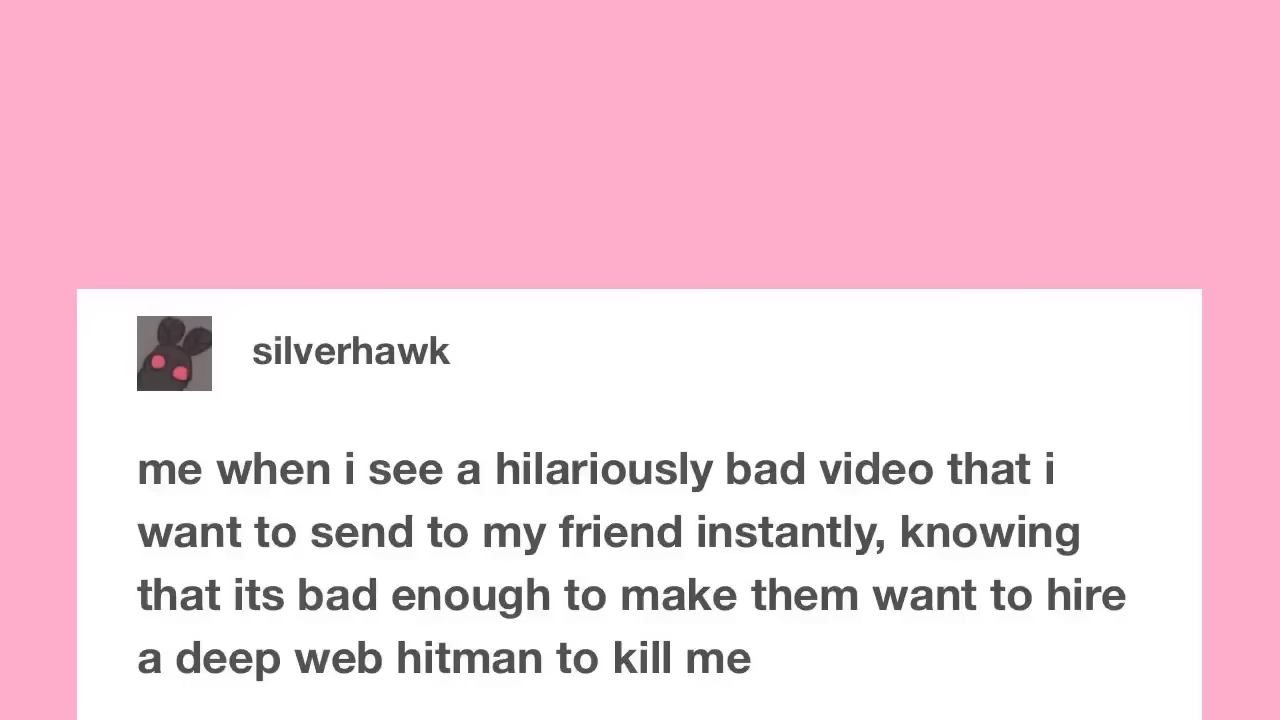 silverhawk
me when i see a hilariously bad video that i
want to send to my friend instantly, knowing
that its bad enough to make them want to hire
a deep web hitman to kill me